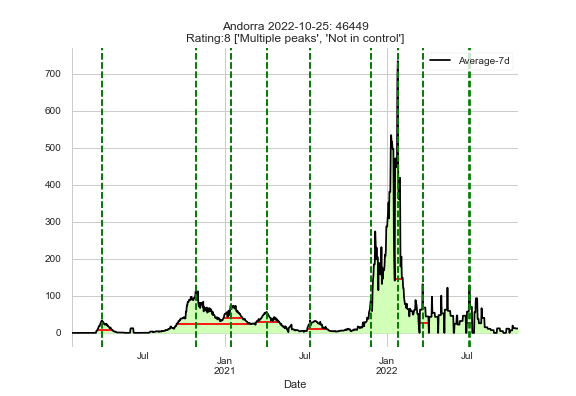 Andorra 2022-10-25: 46449
Rating:8 ['Multiple peaks', 'Not in control']
Average-7d
700
600
500
400
300
200
100
0
Jul
Jan
2021
Jul
Jan
2022
Jul
Date